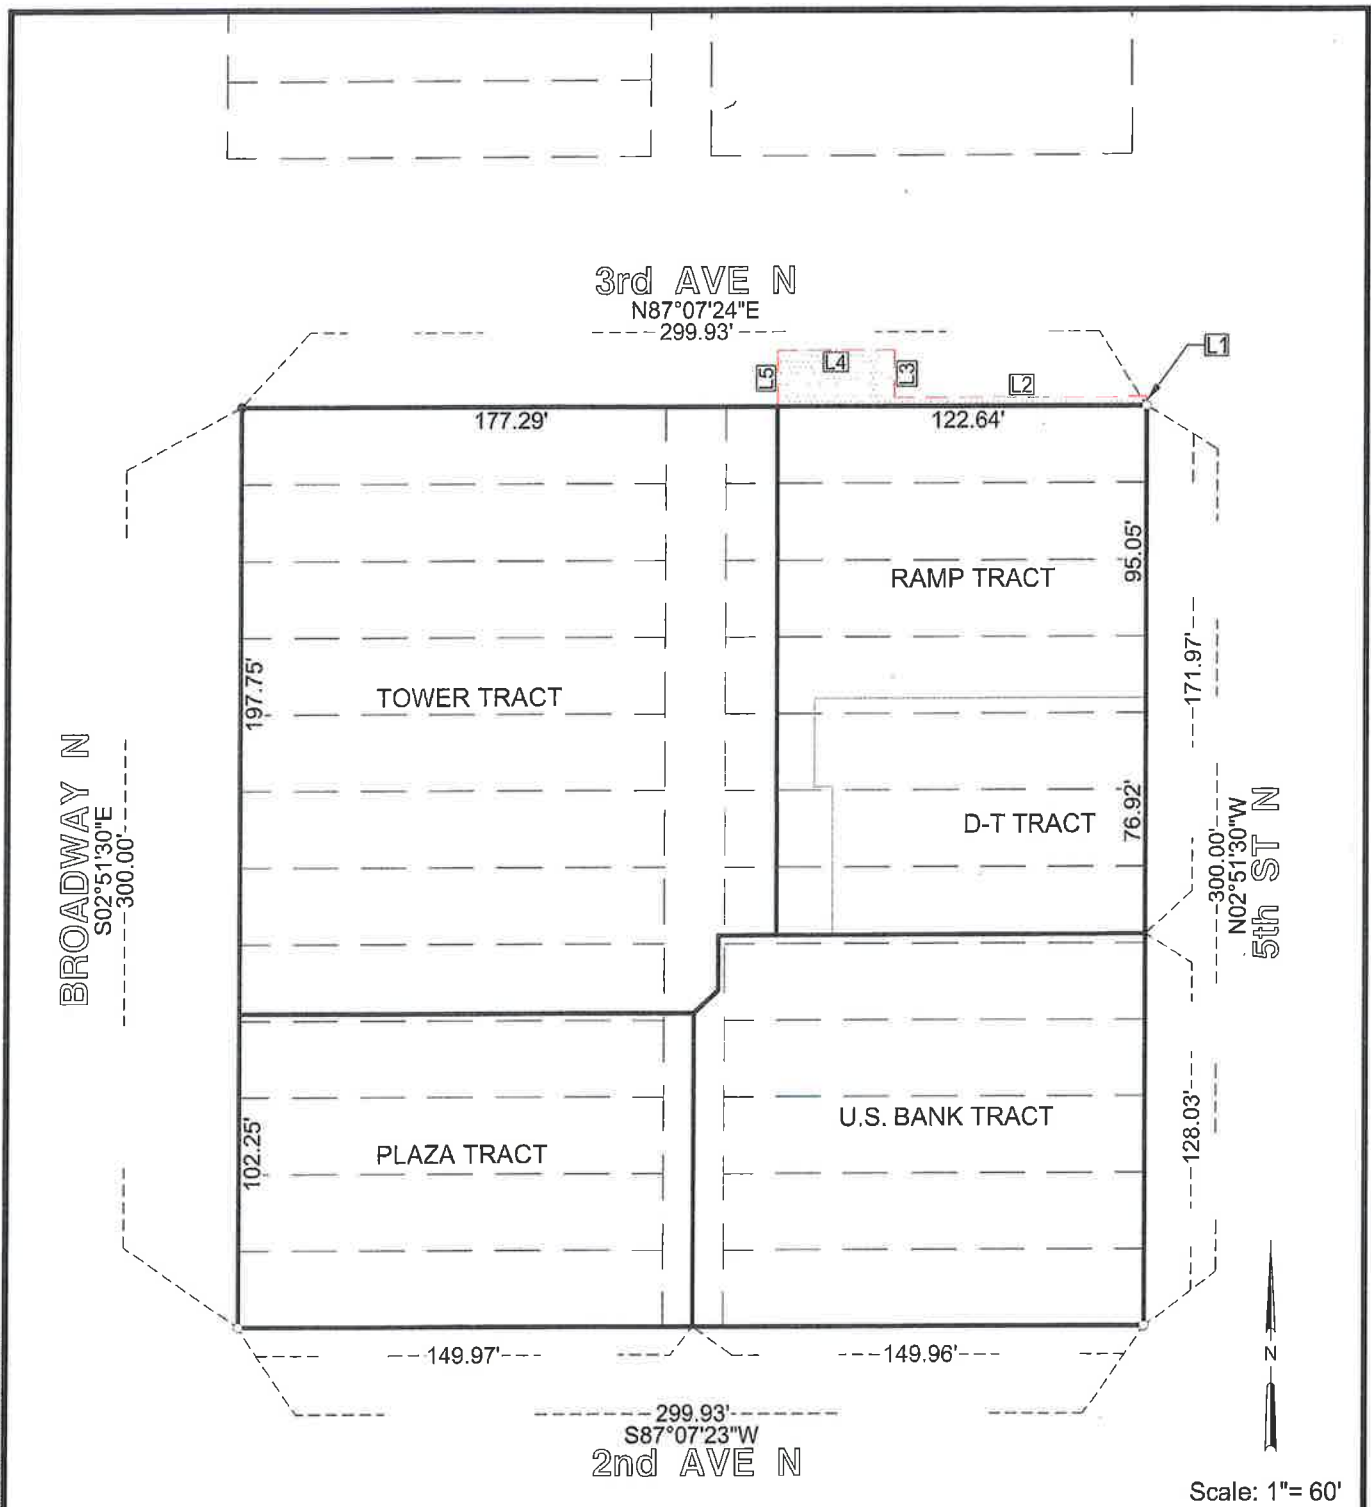 3rd AVE N
N87°07'24"E
299.93'
L1
L4
L5
L3
L2
177.29'
122.64'
95.05'
RAMP TRACT
171.97'
197.75'
TOWER TRACT
BROADWAY N
S02°51'30"E
300.00'
76.92'
D-T TRACT
300.00'
N02°51'30"W
5th ST N
102.25'
PLAZA TRACT
U.S. BANK TRACT
128.03'
149.97'
149.96'
299.93'
S87°07'23"W
2nd AVE N
N
Scale: 1"= 60'